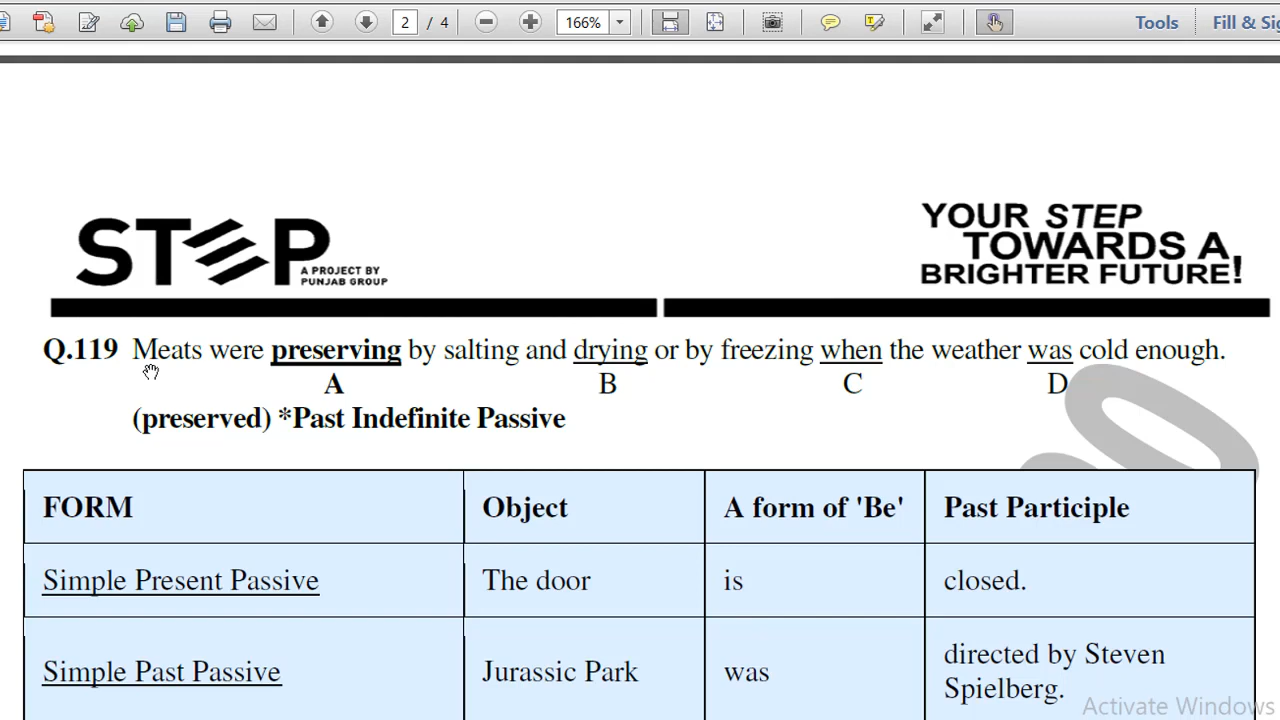 2 / 4 166% Tools Fill & Sig
STEP
A PROJECT BY
PUNJAB GROUP
YOUR STEP
TOWARDS A
BRIGHTER FUTURE!
Q.119 Meats were preserving by salting and drying or by freezing when the weather was cold enough.
A B C D
(preserved) *Past Indefinite Passive
FORM Object A form of 'Be' Past Participle
Simple Present Passive The door is closed.
Simple Past Passive Jurassic Park was directed by Steven
Spielberg.
Activate Windows